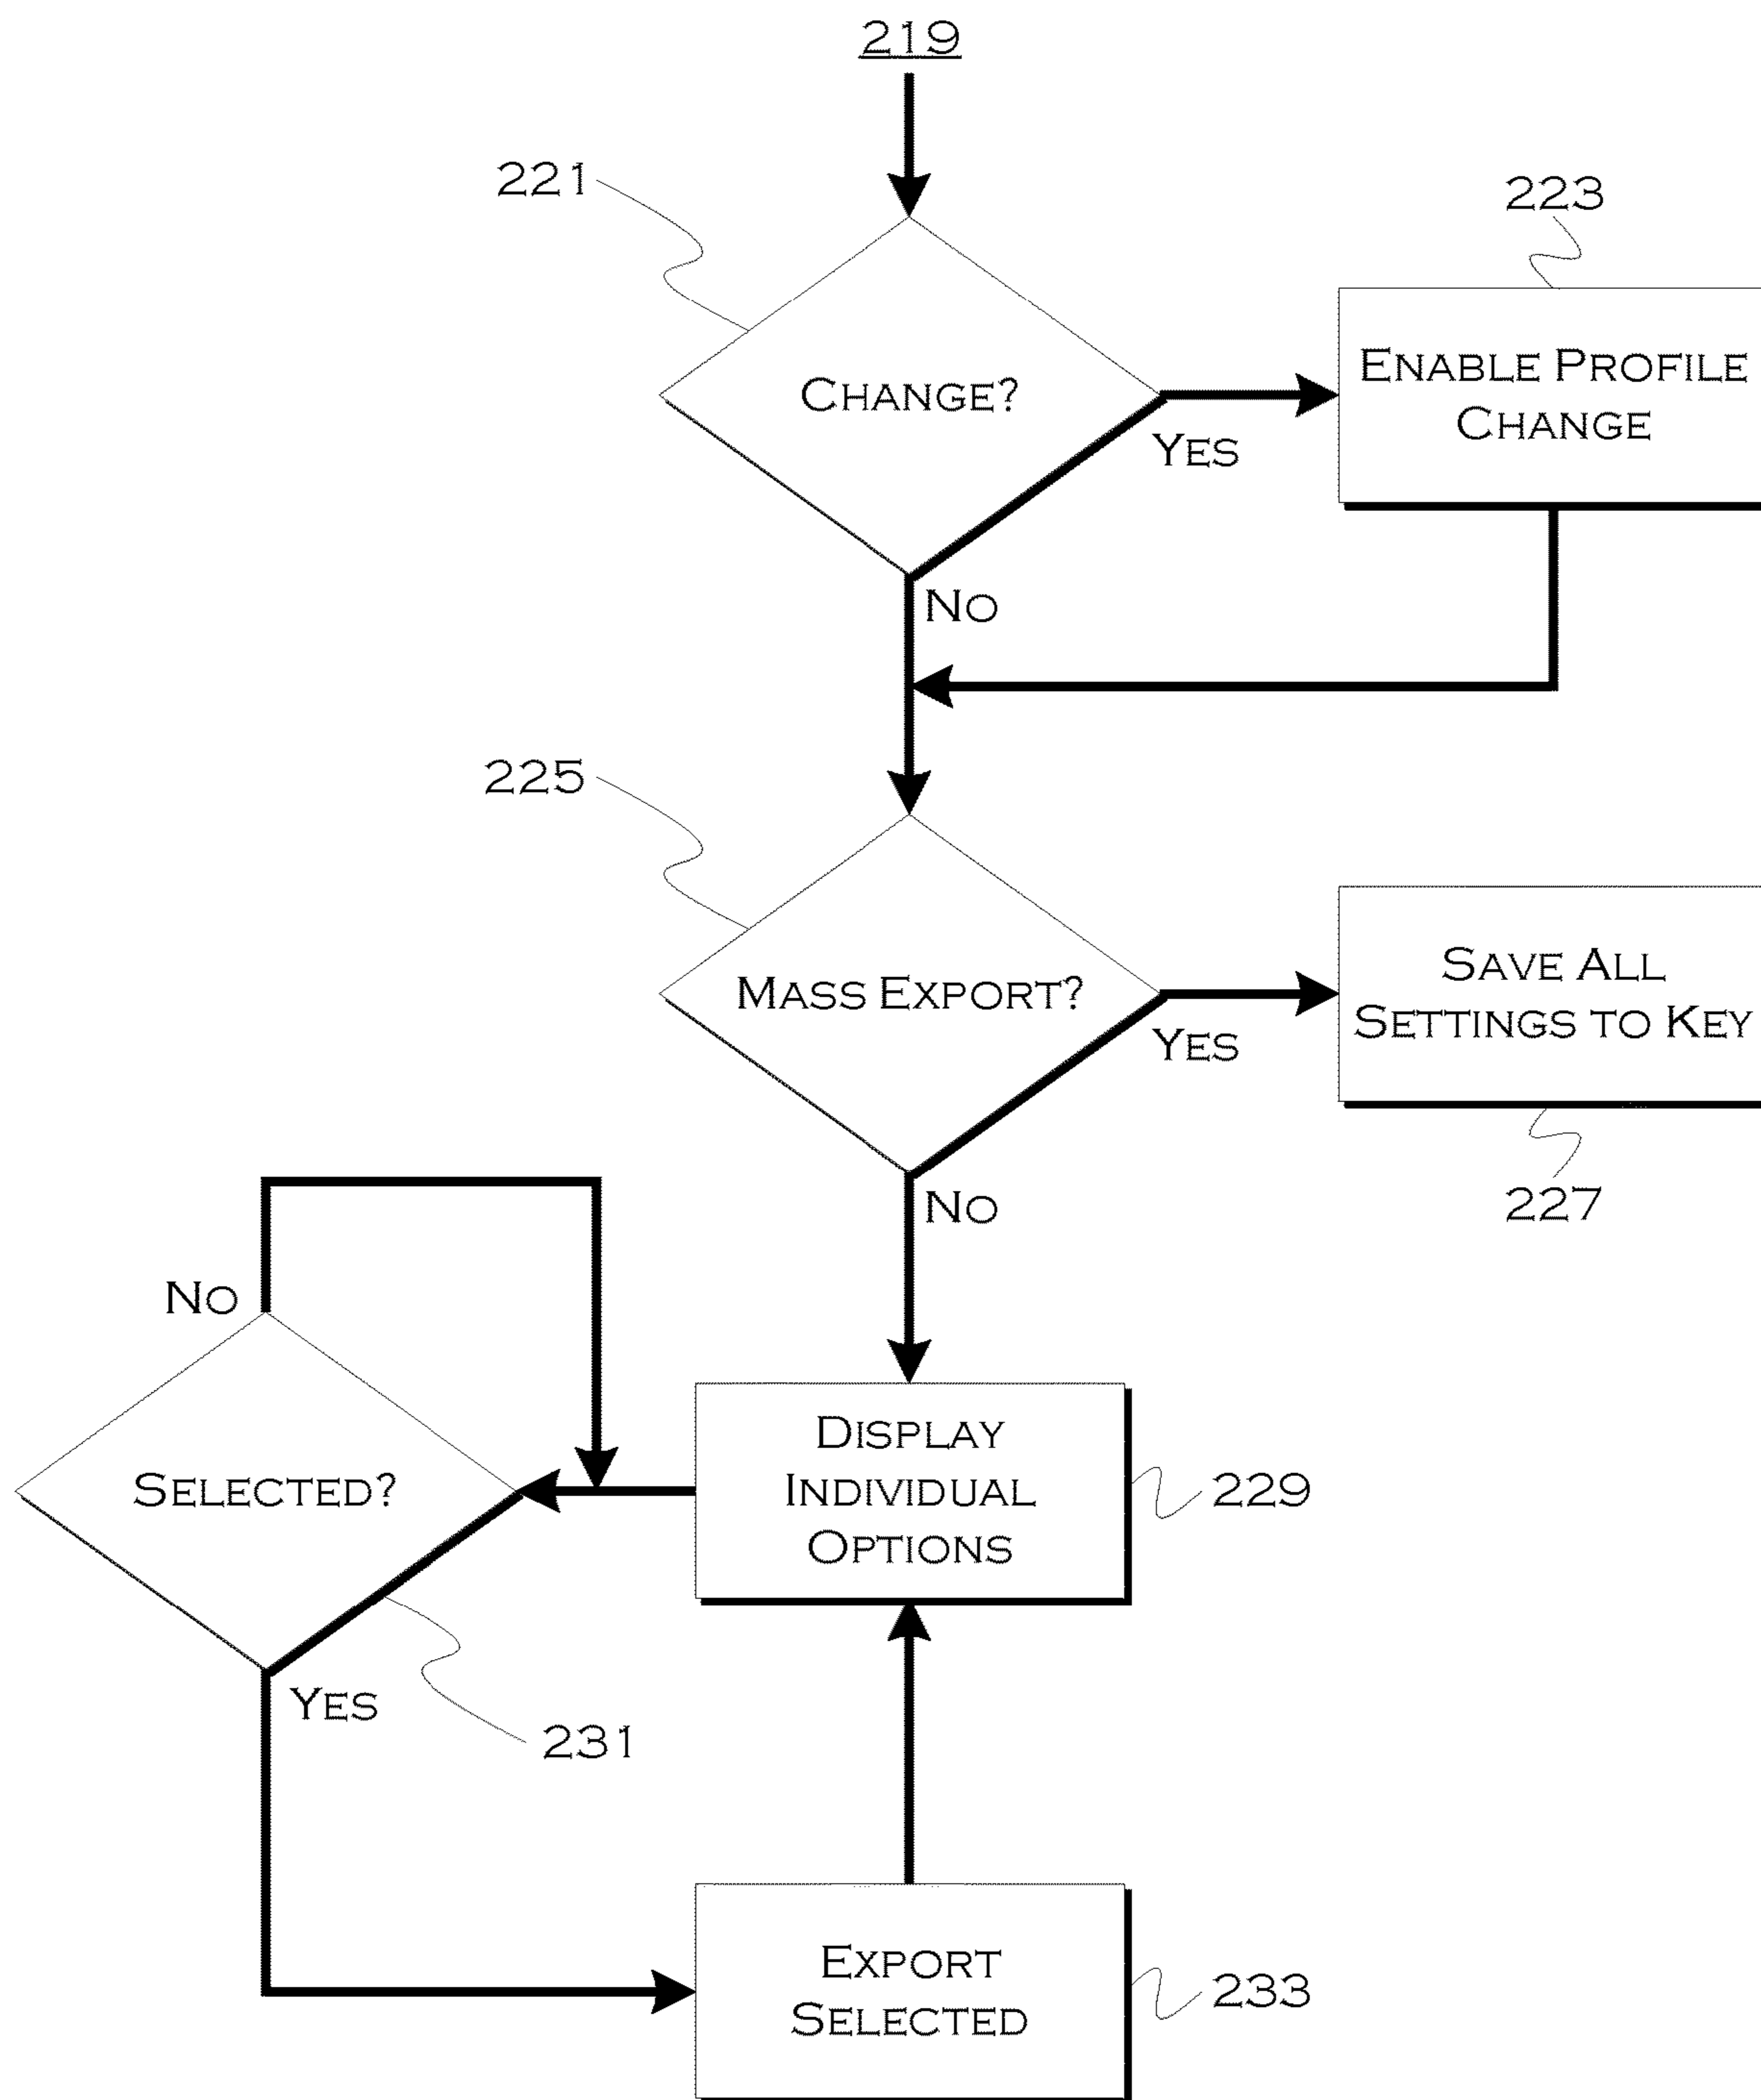 219
221
223
CHANGE?
ENABLE PROFILE
CHANGE
YES
NO
225
MASS EXPORT?
SAVE ALL
SETTINGS TO KEY
YES
227
NO
NO
DISPLAY
INDIVIDUAL
OPTIONS
SELECTED?
229
YES
231
EXPORT
SELECTED
233